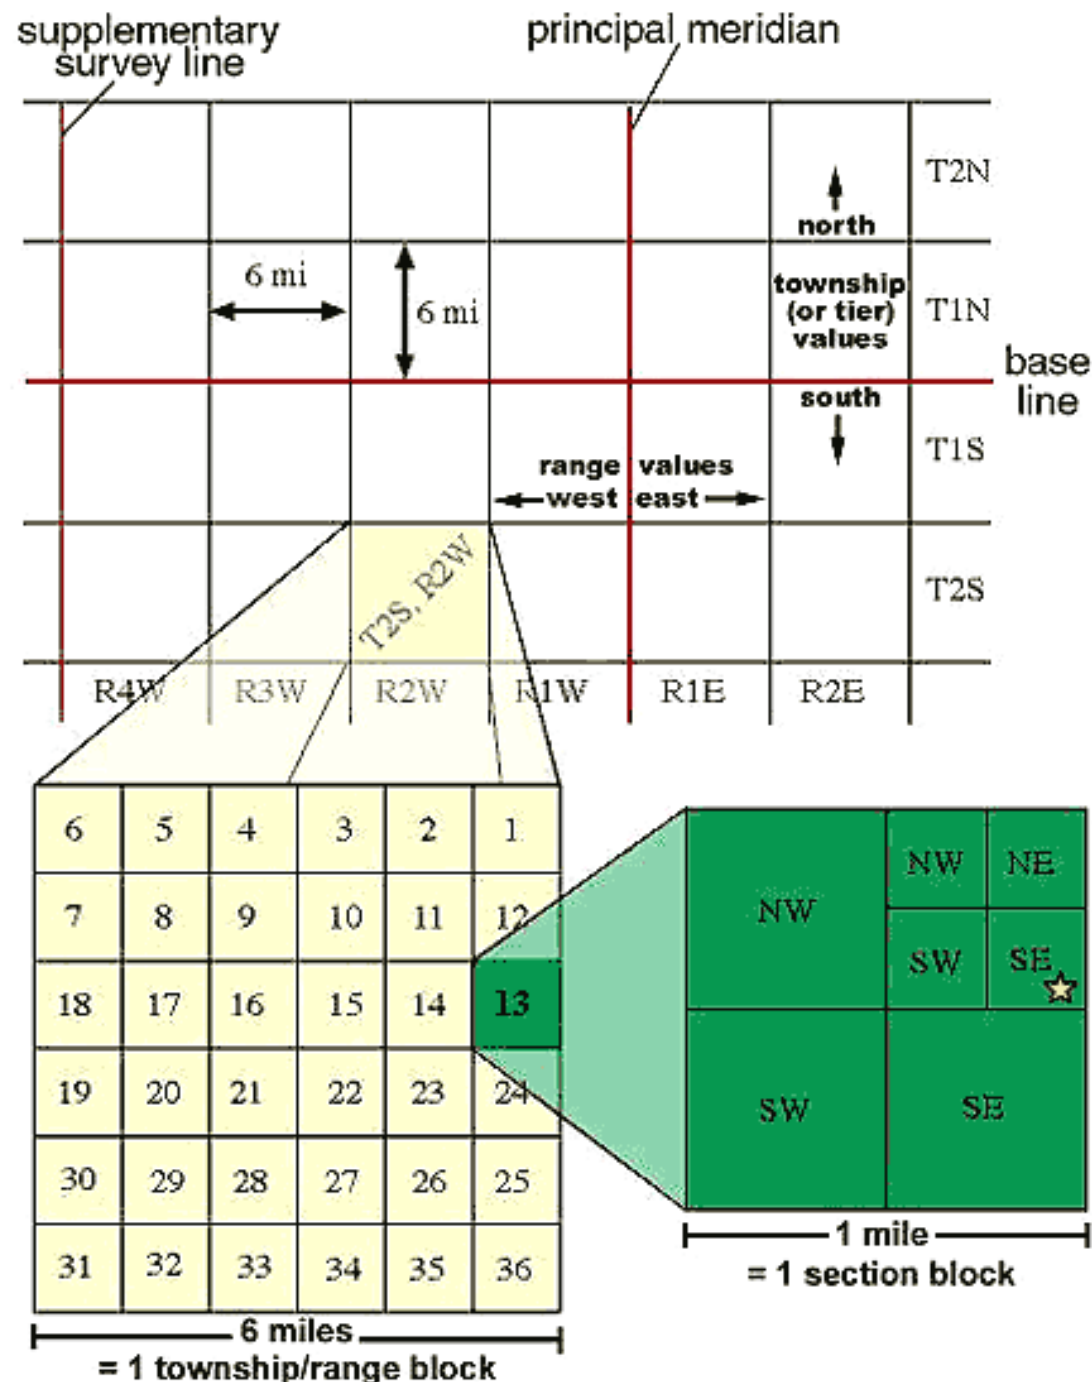 supplementary
survey line
principal meridian
T2N
north
6 mi
6 mi
township
(or tier)
values
T1N
base
line
south
T1S
range values
west east
T2S, R2W
T2S
R4W R3W R2W R1W R1E R2E
6 5 4 3 2 1
7 8 9 10 11 12
18 17 16 15 14 13
19 20 21 22 23 24
30 29 28 27 26 25
31 32 33 34 35 36
6 miles
= 1 township/range block
NW
NW NE
SW SE
SW SE
1 mile
= 1 section block